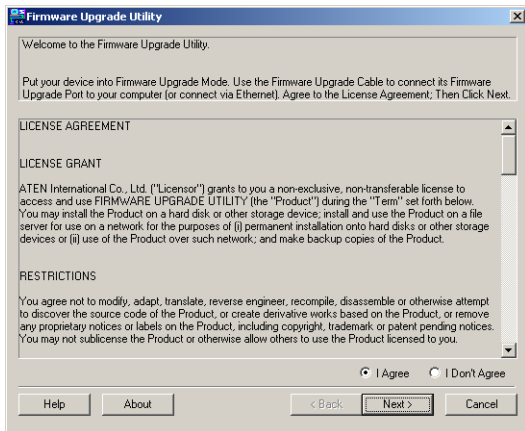 Firmware Upgrade Utility
Welcome to the Firmware Upgrade Utility.
Put your device into Firmware Upgrade Mode. Use the Firmware Upgrade Cable to connect its Firmware
Upgrade Port to your computer (or connect via Ethernet). Agree to the License Agreement; Then Click Next.
LICENSE AGREEMENT
LICENSE GRANT
ATEN International Co., Ltd. ("Licensor") grants to you a non-exclusive, non-transferable license to
access and use FIRMWARE UPGRADE UTILITY (the "Product") during the "Term" set forth below.
You may install the Product on a hard disk or other storage device; install and use the Product on a file
server for use on a network for the purposes of (i) permanent installation onto hard disks or other storage
devices or (ii) use of the Product over such network; and make backup copies of the Product.
RESTRICTIONS
You agree not to modify, adapt, translate, reverse engineer, recompile, disassemble or otherwise attempt
to discover the source code of the Product, or create derivative works based on the Product, or remove
any proprietary notices or labels on the Product, including copyright, trademark or patent pending notices.
You may not sublicense the Product or otherwise allow others to use the Product licensed to you.
I Agree I Don't Agree
Help About < Back Next > Cancel